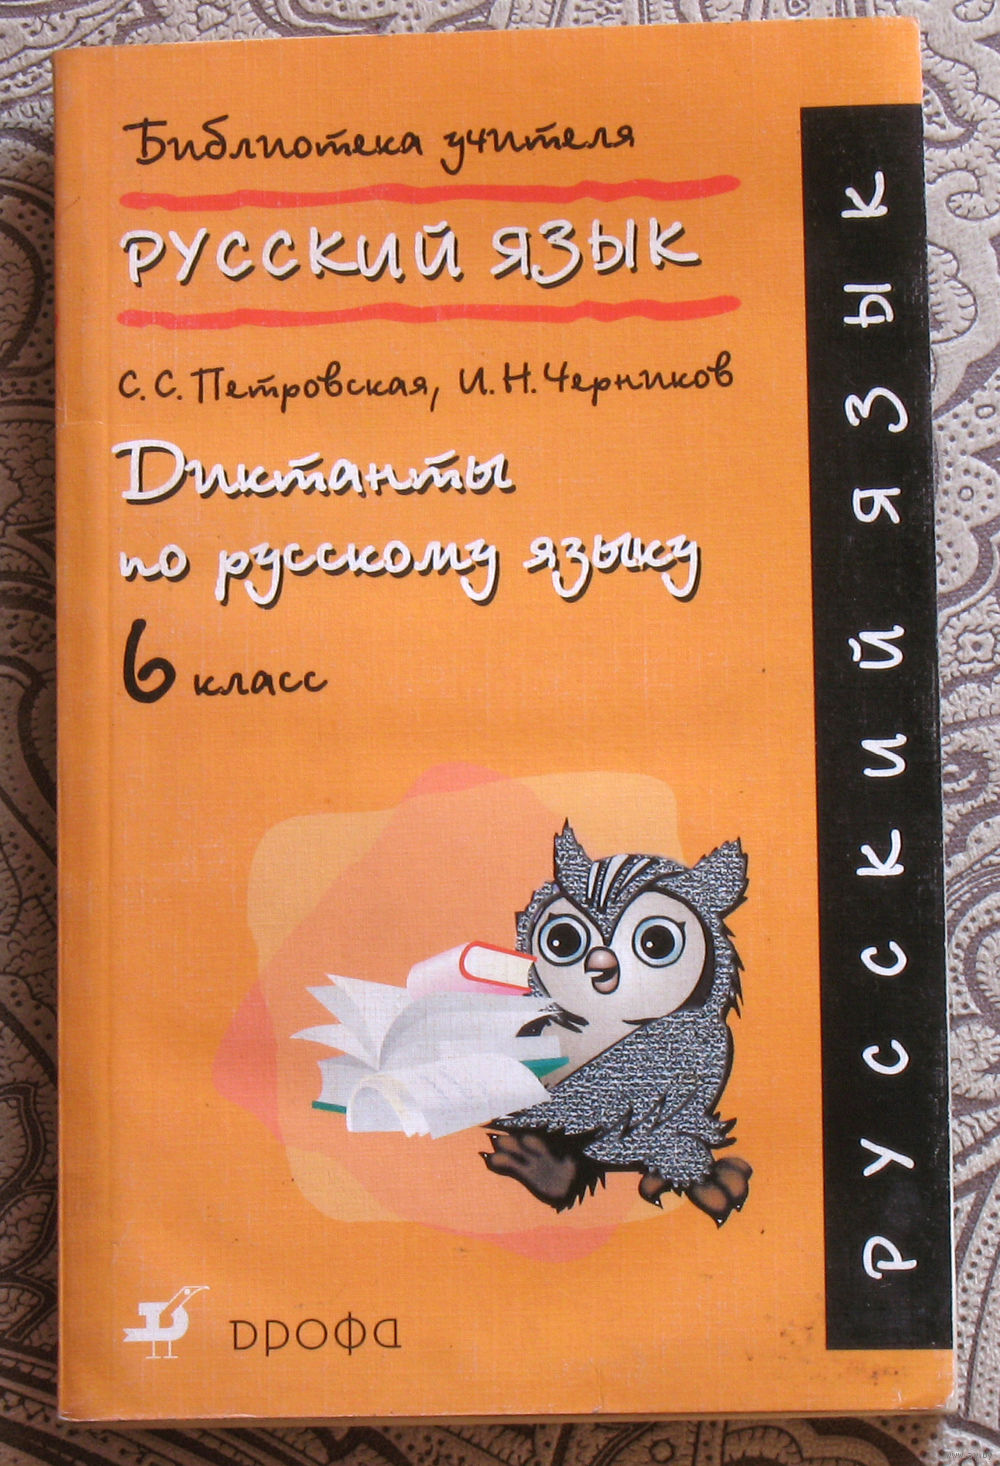 Библиотека учителя
РУССКИЙ ЯЗЫК
С. С. Петровская, И. Н. Черников
Диктанты
по русскому языку
6 класс
ДРОФА
РУССКИЙ ЯЗЫК